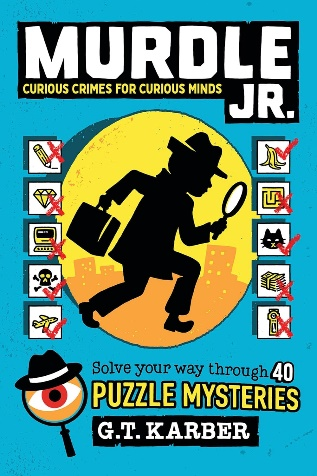 MURDLE
CURIOUS CRIMES FOR CURIOUS MINDS
JR.
Solve your way through 40
PUZZLE MYSTERIES
G.T. KARBER